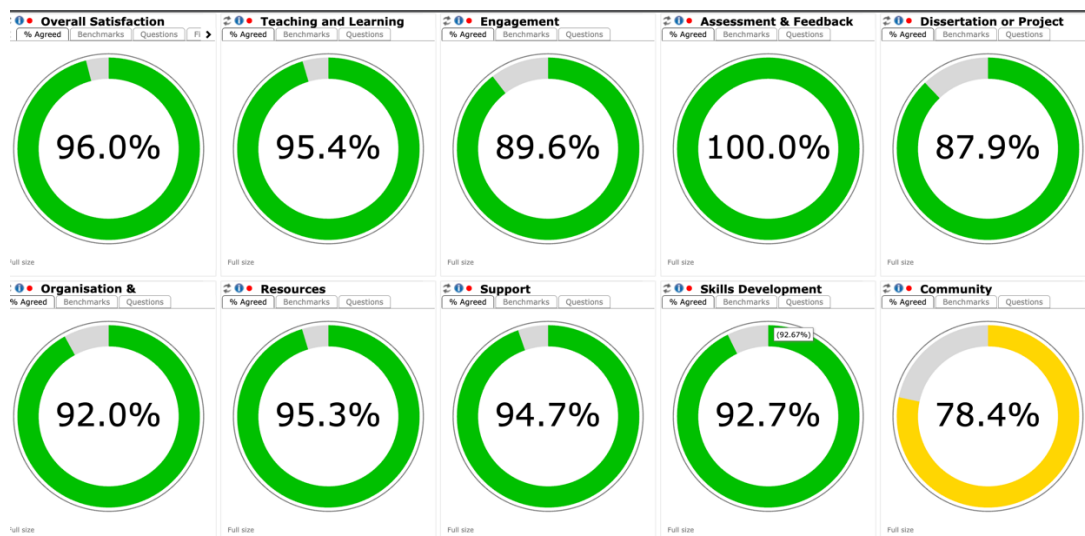 Overall Satisfaction
% Agreed Benchmarks Questions Fi
96.0%
Full size
Teaching and Learning
% Agreed Benchmarks Questions
95.4%
Full size
Engagement
% Agreed Benchmarks Questions
89.6%
Full size
Assessment & Feedback
% Agreed Benchmarks Questions
100.0%
Full size
Dissertation or Project
% Agreed Benchmarks Questions
87.9%
Full size
Organisation &
% Agreed Benchmarks Questions
92.0%
Full size
Resources
% Agreed Benchmarks Questions
95.3%
Full size
Support
% Agreed Benchmarks Questions
94.7%
Full size
Skills Development
% Agreed Benchmarks Questions
(92.67%)
92.7%
Full size
Community
% Agreed Benchmarks Questions
78.4%
Full size